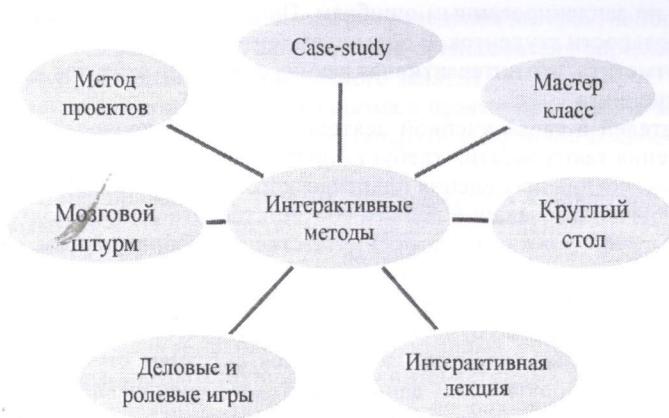 Case-study
Метод
проектов
Мастер
класс
Мозговой
штурм
Интерактивные
методы
Круглый
стол
Деловые и
ролевые игры
Интерактивная
лекция